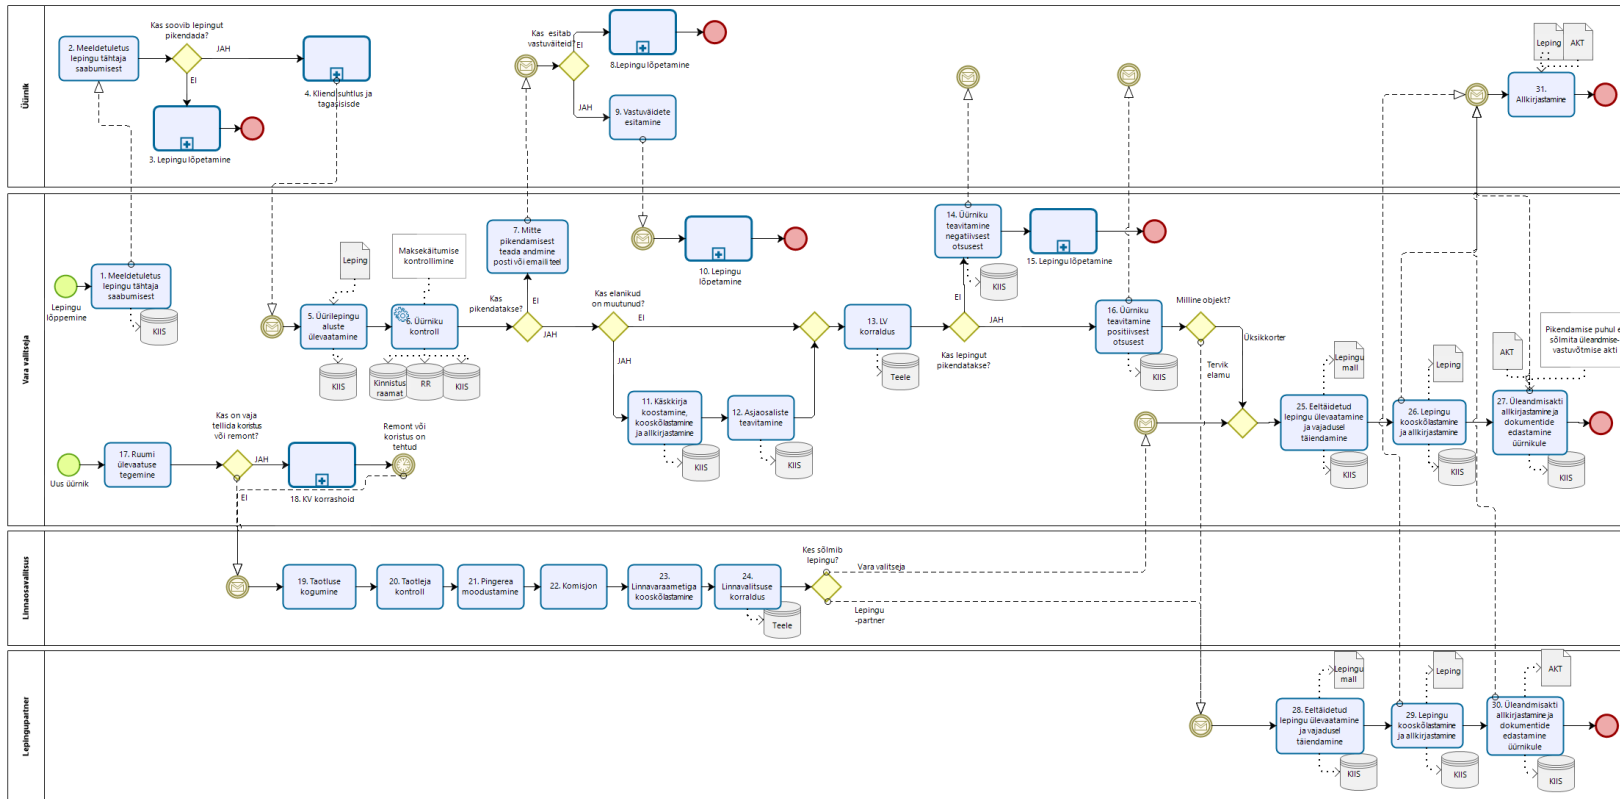 Üürnik
2. Meeldetuletus
lepingu tähtaja
saabumisest
Kas soovib lepingut
pikendada?
JAH
EI
3. Lepingu lõpetamine
4. Kliendisuhtlus ja
tagasiside
Kas esitab
vastuväiteid?
EI
JAH
8.Lepingu lõpetamine
9. Vastuväidete
esitamine
Leping
AKT
31.
Allkirjastamine
Vara valitseja
Lepingu
lõppemine
1. Meeldetuletus
lepingu tähtaja
saabumisest
KIIS
Leping
5. Üürilepingu
aluste
ülevaatamine
KIIS
Maksekäitumise
kontrollimine
6. Üürniku
kontroll
Kinnistus
raamat
RR
KIIS
7. Mitte
pikendamisest
teada andmine
posti või emaili teel
Kas
pikendatakse?
EI
JAH
Kas elanikud
on muutunud?
EI
JAH
10. Lepingu
lõpetamine
11. Käskkirja
koostamine,
kooskõlastamine
ja allkirjastamine
KIIS
12. Asjaosaliste
teavitamine
KIIS
13. LV
korraldus
Teele
Kas lepingut
pikendatakse?
EI
JAH
14. Üürniku
teavitamine
negatiivsest
otsusest
KIIS
15. Lepingu lõpetamine
16. Üürniku
teavitamine
positiivsest
otsusest
KIIS
Milline objekt?
Üksikkorter
Tervik
elamu
Lepingu
mall
25. Eeltäidetud
lepingu ülevaatamine
ja vajadusel
täiendamine
KIIS
Leping
26. Lepingu
kooskõlastamine
ja allkirjastamine
KIIS
AKT
Pikendamise puhul e
sõlmita üleandmise-
vastuvõtmise akti
27. Üleandmisakti
allkirjastamine ja
dokumentide
edastamine
üürnikule
KIIS
Uus üürnik
17. Ruumi
ülevaatuse
tegemine
Kas on vaja
tellida koristus
või remont?
JAH
EI
18. KV korrashoid
Remont või
koristus on
tehtud
Linnaosavalitsus
19. Taotluse
kogumine
20. Taotleja
kontroll
21. Pingerea
moodustamine
22. Komisjon
23.
Linnavaraametiga
kooskõlastamine
24.
Linnavalitsuse
korraldus
Teele
Kes sõlmib
lepingu?
Vara valitseja
Lepingu
-partner
Lepingupartner
Lepingu
mall
28. Eeltäidetud
lepingu ülevaatamine
ja vajadusel
täiendamine
KIIS
Leping
29. Lepingu
kooskõlastamine
ja allkirjastamine
KIIS
AKT
30. Üleandmisakti
allkirjastamine ja
dokumentide
edastamine
üürnikule
KIIS